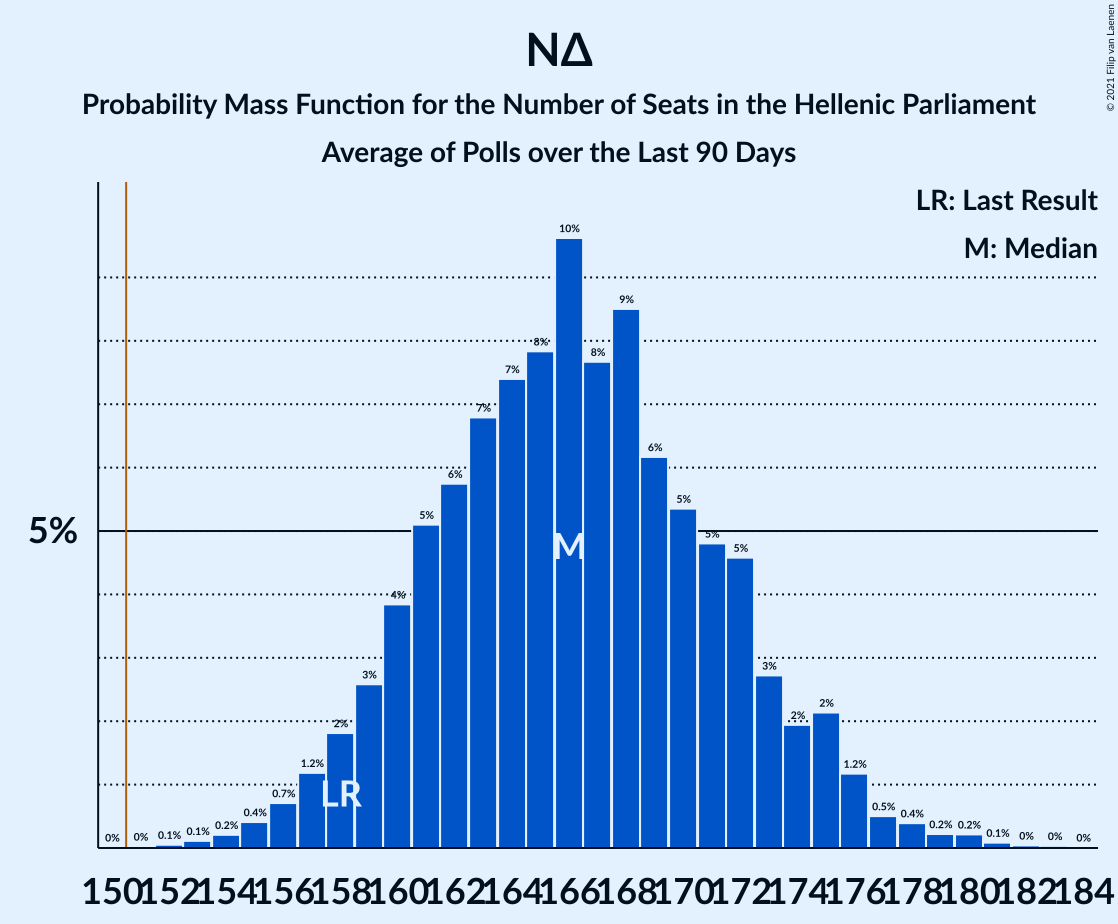 © 2021 Filip van Laenen
ΝΔ
Probability Mass Function for the Number of Seats in the Hellenic Parliament
Average of Polls over the Last 90 Days
LR: Last Result
M: Median
5%
0% 0% 0.1% 0.1% 0.2% 0.4% 0.7% 1.2% 2% 3% 4% 5% 6% 7% 7% 8% 10% 8% 9% 6% 5% 5% 5% 3% 2% 2% 1.2% 0.5% 0.4% 0.2% 0.2% 0.1% 0% 0% 0%
M
LR
150 152 154 156 158 160 162 164 166 168 170 172 174 176 178 180 182 184